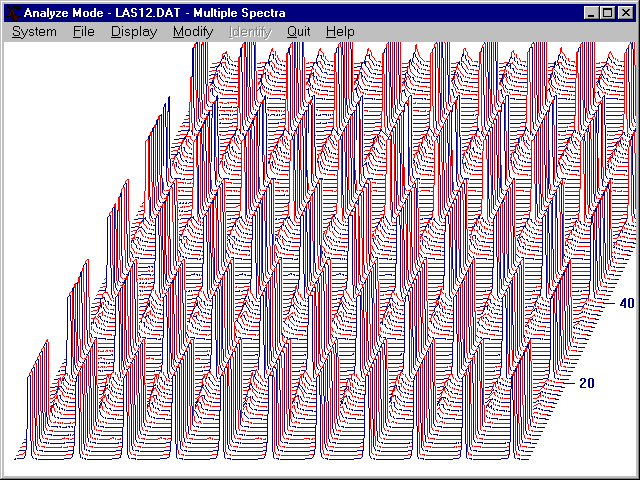 Analyze Mode - LAS12.DAT - Multiple Spectra
System File Display Modify Identify Quit Help
40
20